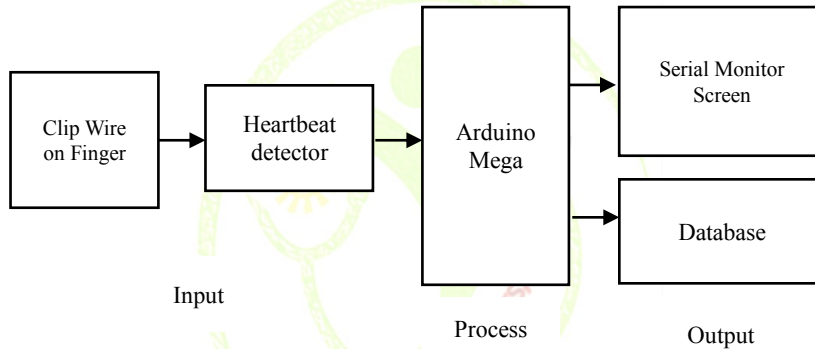 Clip Wire
on Finger
Heartbeat
detector
Arduino
Mega
Serial Monitor
Screen
Database
Input
Process
Output